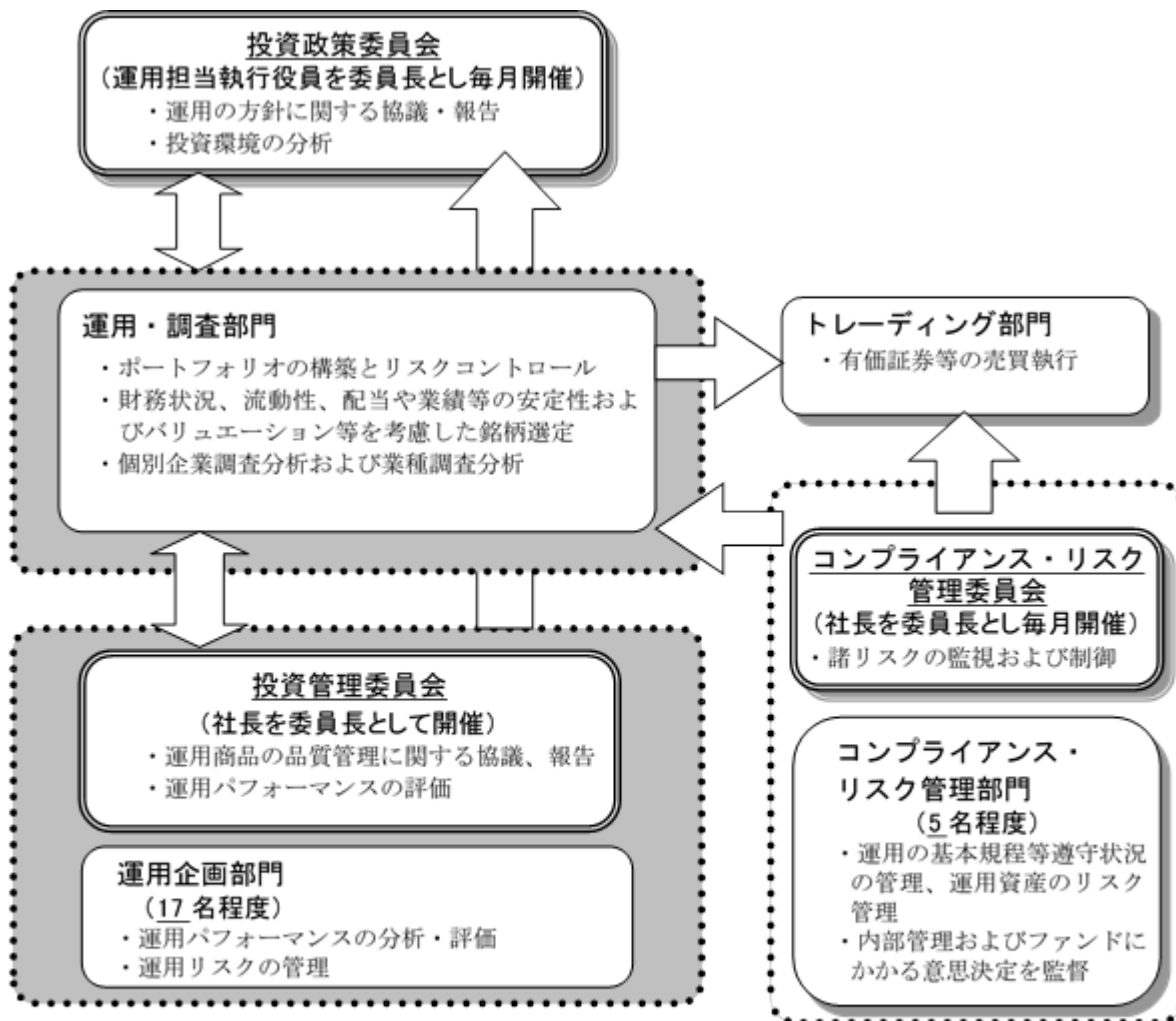 投資政策委員会
（運用担当執行役員を委員長とし毎月開催）
・運用の方針に関する協議・報告
・投資環境の分析
運用・調査部門
・ポートフォリオの構築とリスクコントロール
・財務状況、流動性、配当や業績等の安定性およ
びバリュエーション等を考慮した銘柄選定
・個別企業調査分析および業種調査分析
トレーディング部門
・有価証券等の売買執行
コンプライアンス・リスク
管理委員会
（社長を委員長とし毎月開催）
・諸リスクの監視および制御
投資管理委員会
（社長を委員長として開催）
・運用商品の品質管理に関する協議、報告
・運用パフォーマンスの評価
運用企画部門
（17 名程度）
・運用パフォーマンスの分析・評価
・運用リスクの管理
コンプライアンス・
リスク管理部門
（5 名程度）
・運用の基本規程等遵守状況
の管理、運用資産のリスク
管理
・内部管理およびファンドに
かかる意思決定を監督